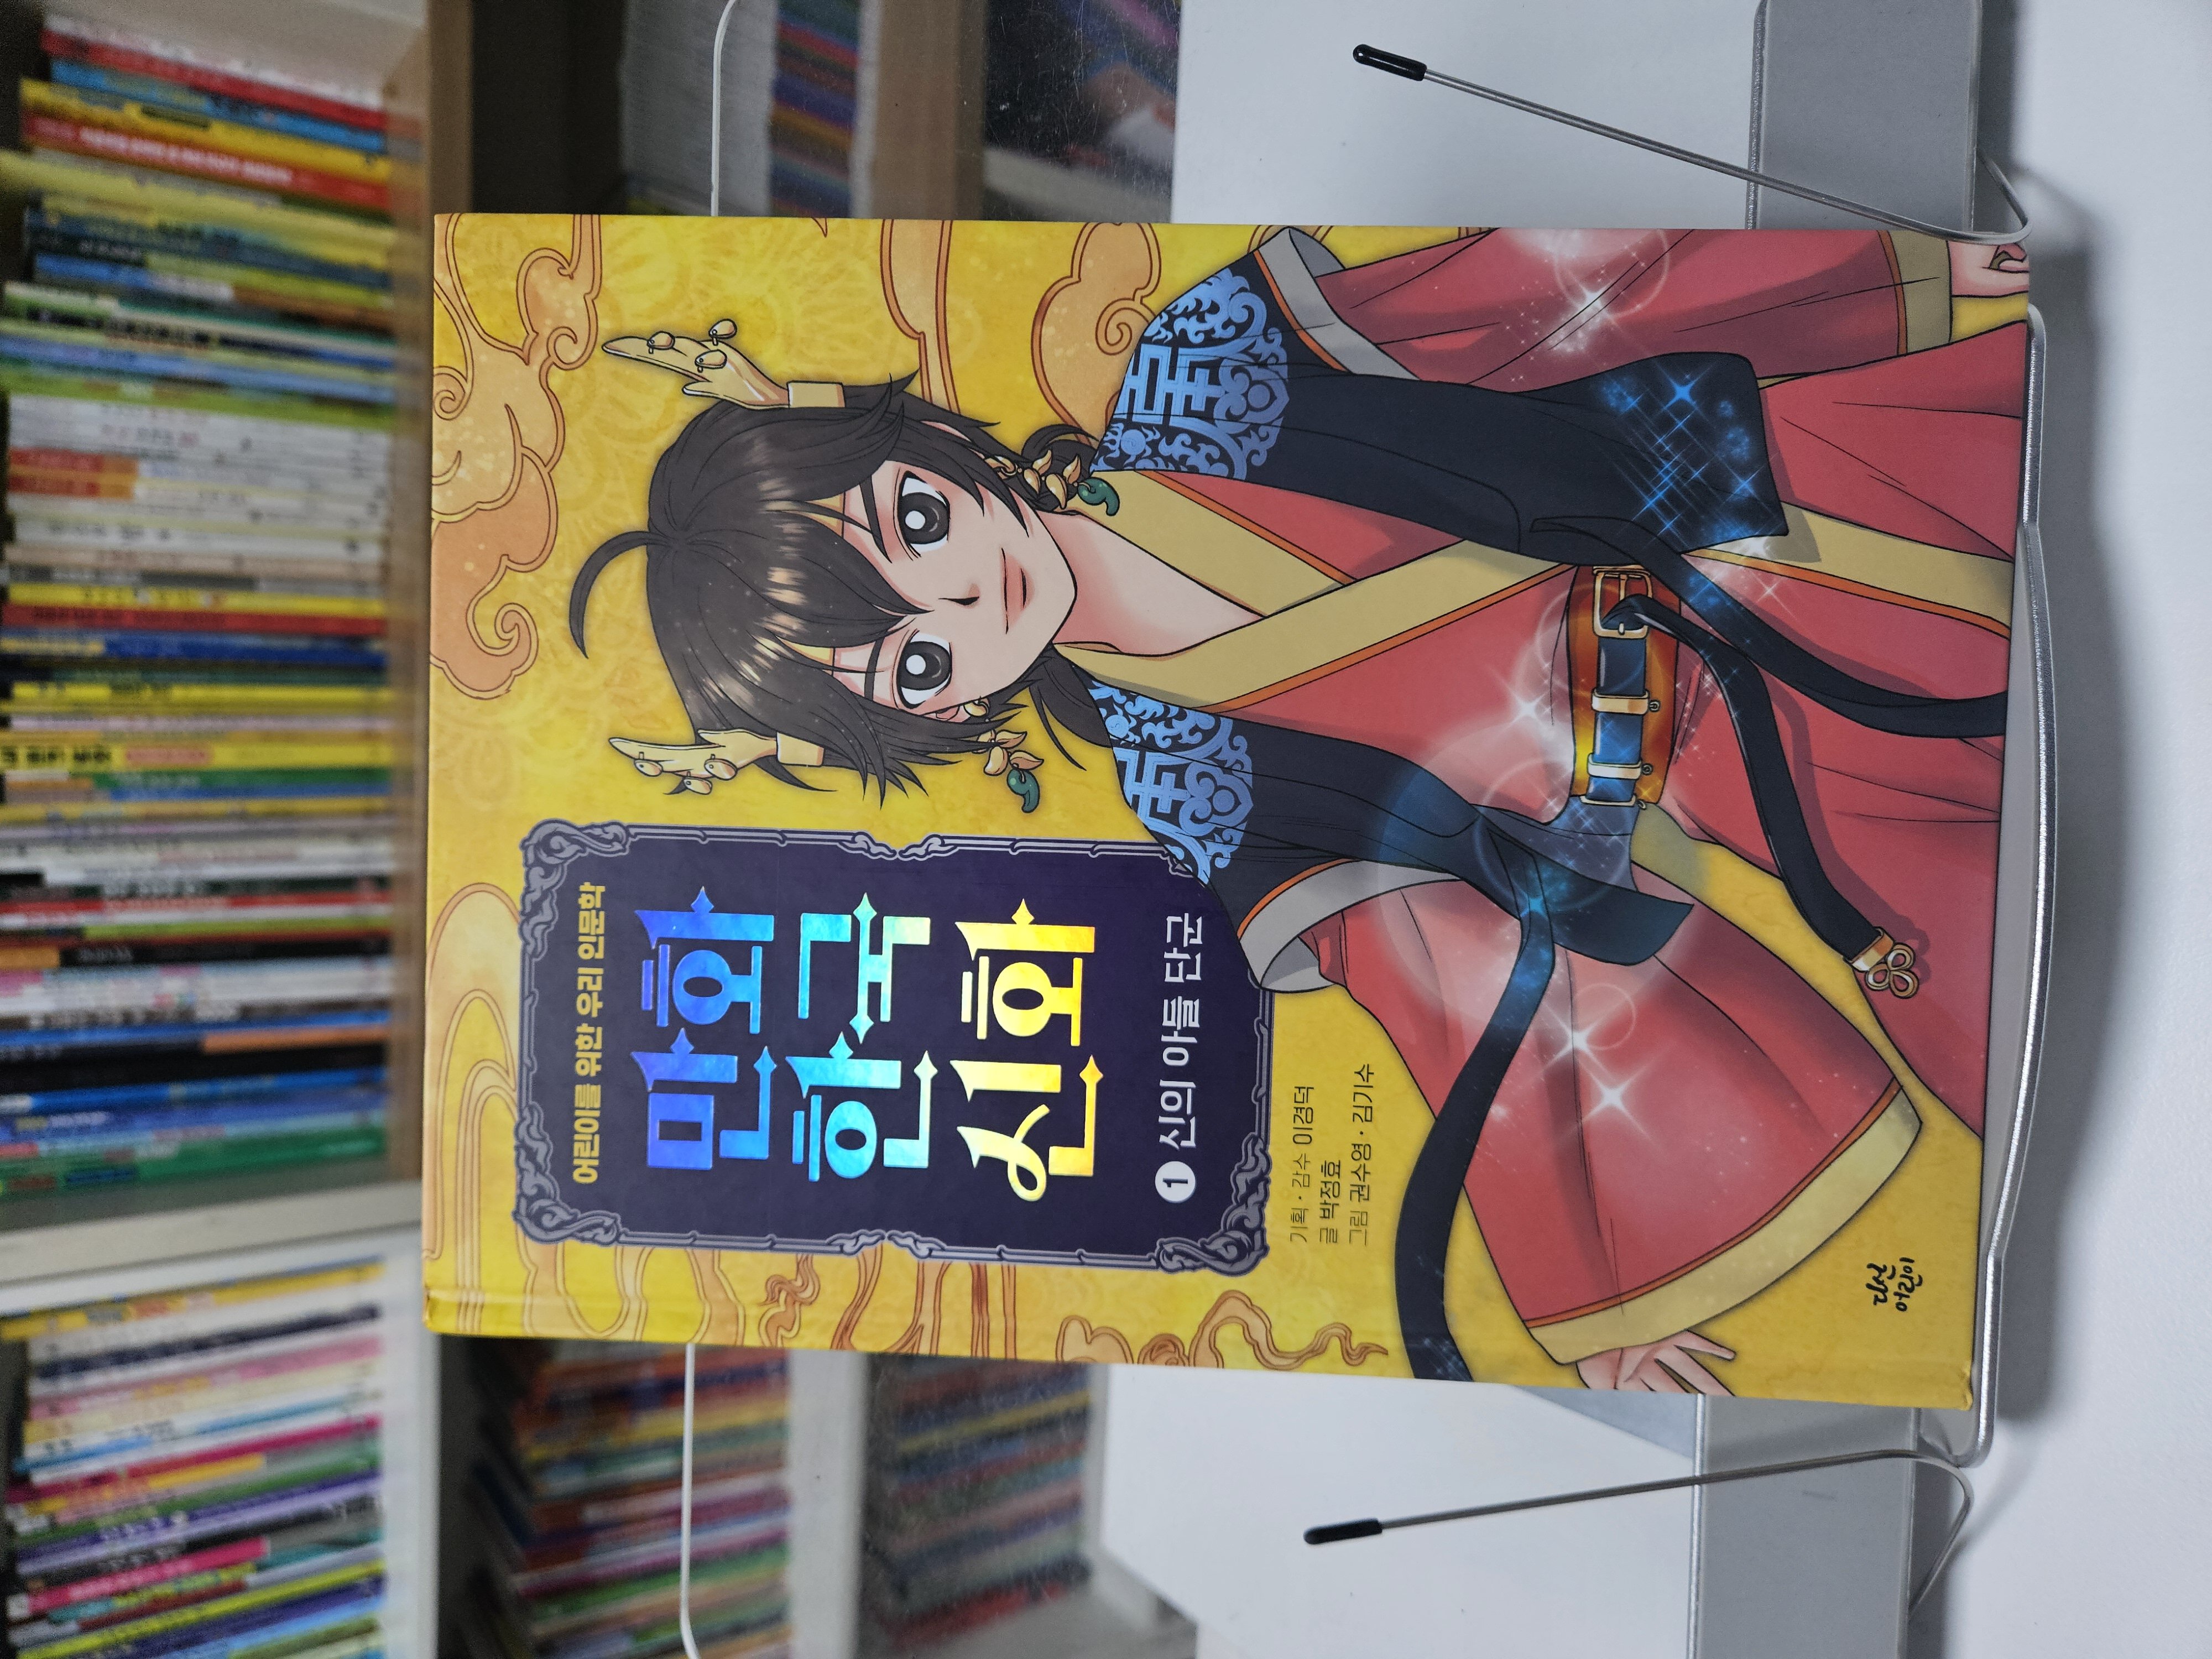 어린이를 위한 우리 인문학
만화
한국
신화
1 신의 아들 단군
기획·감수 이경덕
글 박정효
그림 권수영·김기수
다산
어린이